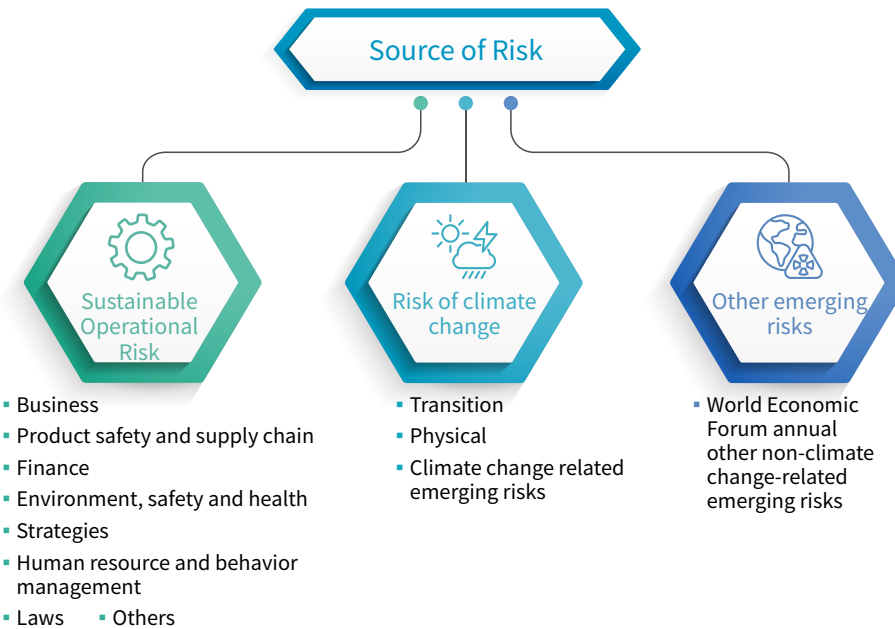 Source of Risk
Sustainable
Operational
Risk
▪ Business
▪ Product safety and supply chain
▪ Finance
▪ Environment, safety and health
▪ Strategies
▪ Human resource and behavior
management
▪ Laws ▪ Others
Risk of climate
change
▪ Transition
▪ Physical
▪ Climate change related
emerging risks
Other emerging
risks
▪ World Economic
Forum annual
other non-climate
change-related
emerging risks